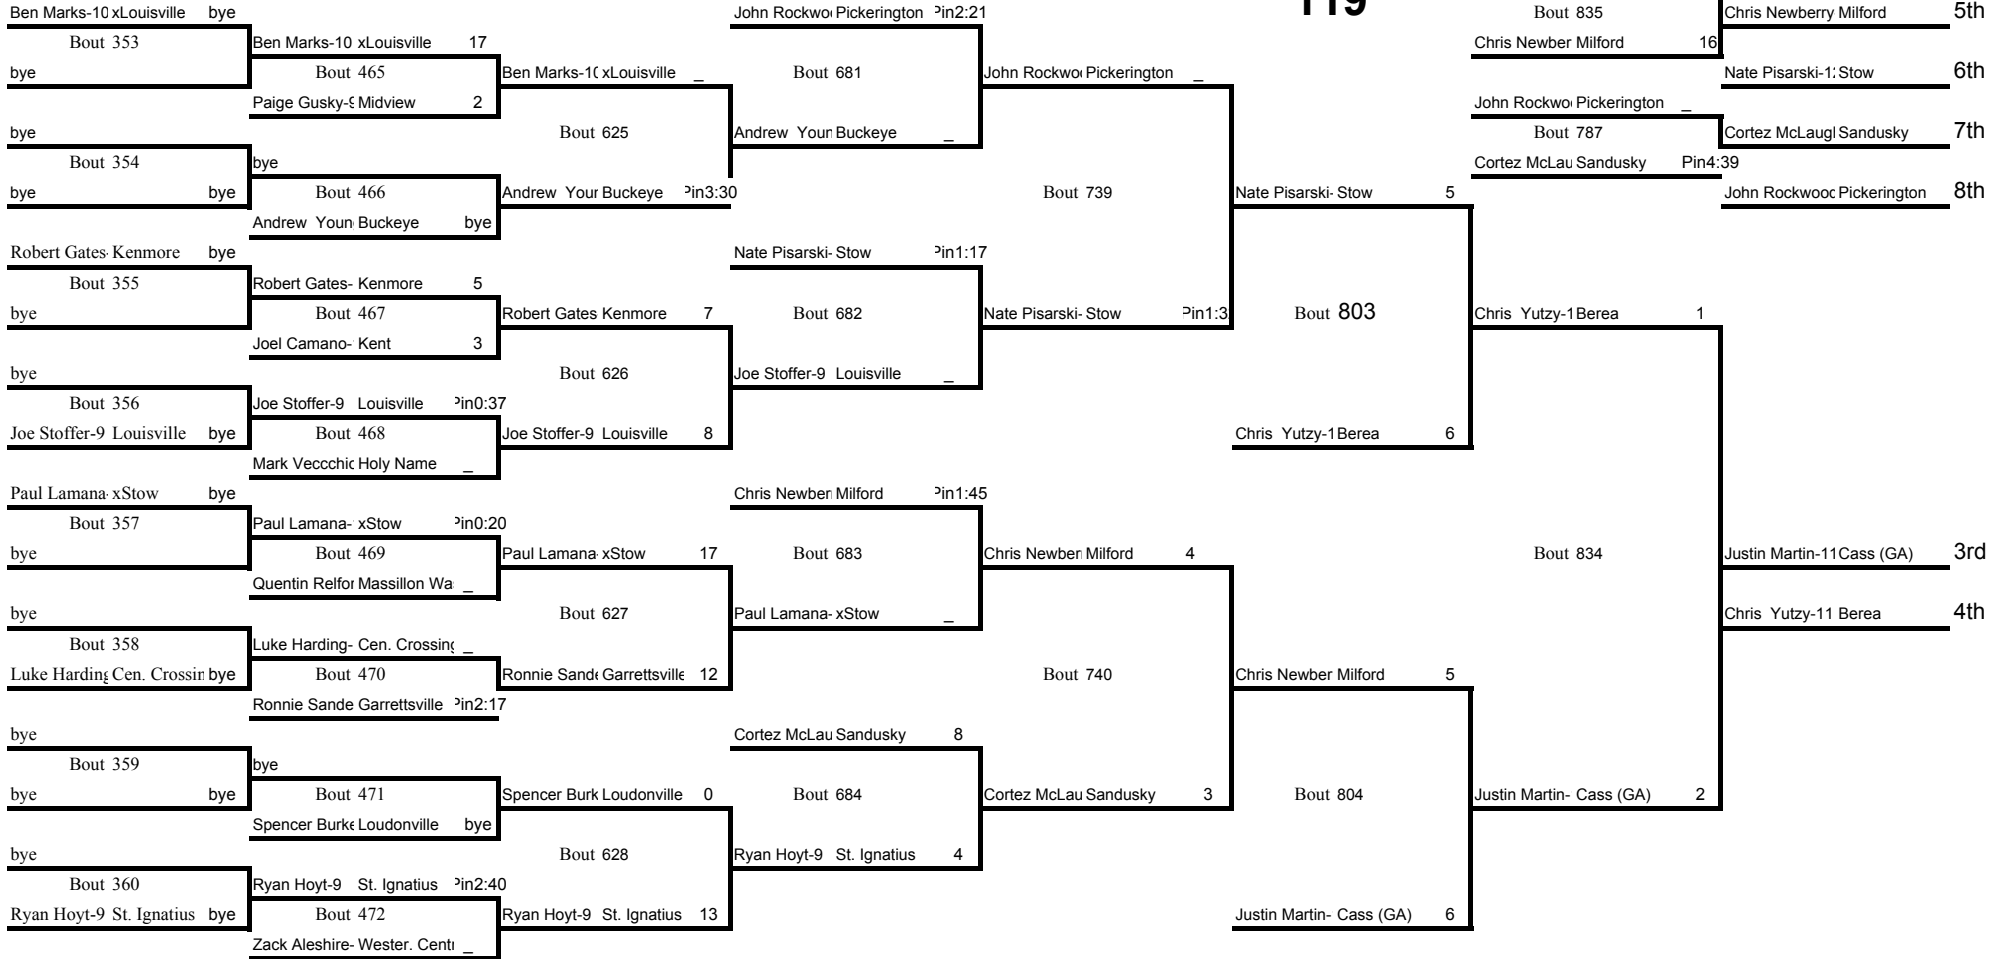 Ben Marks-10 xLouisville bye
Bout 353
bye
bye
Bout 354
bye bye
Robert Gates- Kenmore bye
Bout 355
bye
bye
Bout 356
Joe Stoffer-9 Louisville bye
Paul Lamana- xStow bye
Bout 357
bye
bye
Bout 358
Luke Harding Cen. Crossin bye
bye
Bout 359
bye bye
bye
Bout 360
Ryan Hoyt-9 St. Ignatius bye
Ben Marks-10 xLouisville 17
Bout 465
Paige Gusky-9 Midview 2
bye
Bout 466
Andrew Youn Buckeye bye
Robert Gates- Kenmore 5
Bout 467
Joel Camano- Kent 3
Joe Stoffer-9 Louisville Pin0:37
Bout 468
Mark Veccchic Holy Name _
Paul Lamana- xStow Pin0:20
Bout 469
Quentin Relfor Massillon Wa _
Luke Harding- Cen. Crossing _
Bout 470
Ronnie Sande Garrettsville Pin2:17
bye
Bout 471
Spencer Burke Loudonville bye
Ryan Hoyt-9 St. Ignatius Pin2:40
Bout 472
Zack Aleshire- Wester. Centr _
Ben Marks-10 xLouisville _
Bout 625
Andrew Your Buckeye Pin3:30
Robert Gates Kenmore 7
Bout 626
Joe Stoffer-9 Louisville 8
Paul Lamana- xStow 17
Bout 627
Ronnie Sande Garrettsville 12
Spencer Burk Loudonville 0
Bout 628
Ryan Hoyt-9 St. Ignatius 13
John Rockwo Pickerington Pin2:21
Bout 681
Andrew Your Buckeye _
Nate Pisarski- Stow Pin1:17
Bout 682
Joe Stoffer-9 Louisville _
Chris Newber Milford Pin1:45
Bout 683
Paul Lamana- xStow _
Cortez McLau Sandusky 8
Bout 684
Ryan Hoyt-9 St. Ignatius 4
John Rockwo Pickerington _
Bout 739
Nate Pisarski- Stow Pin1:3
Chris Newber Milford 4
Bout 740
Cortez McLau Sandusky 3
119
Nate Pisarski- Stow 5
Bout 803
Chris Yutzy-1 Berea 6
Chris Newber Milford 5
Bout 804
Justin Martin- Cass (GA) 6
Bout 835
Chris Newber Milford 16
John Rockwo Pickerington _
Bout 787
Cortez McLau Sandusky Pin4:39
Chris Yutzy-1 Berea 1
Bout 834
Justin Martin- Cass (GA) 2
Chris Newberry Milford 5th
Nate Pisarski-12 Stow 6th
Cortez McLaugl Sandusky 7th
John Rockwood Pickerington 8th
Justin Martin-11 Cass (GA) 3rd
Chris Yutzy-11 Berea 4th